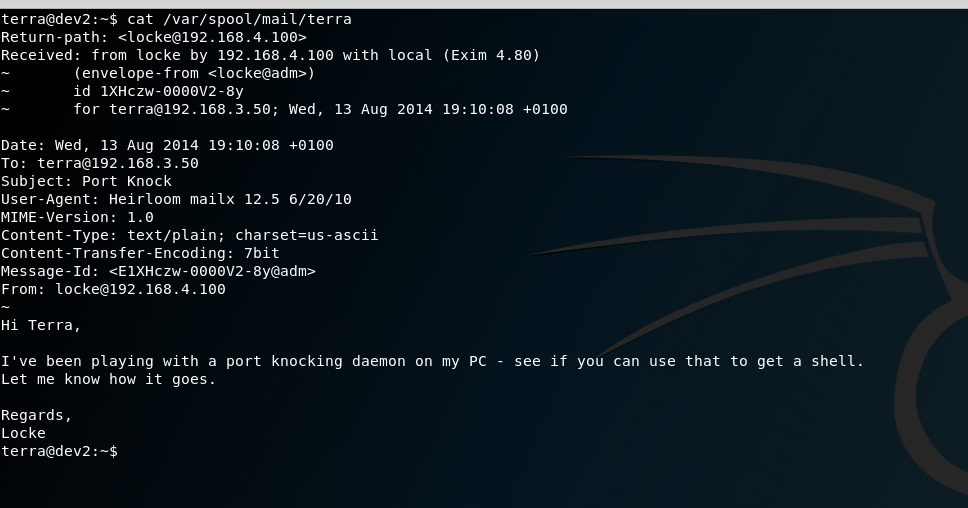 terra@dev2:~$ cat /var/spool/mail/terra
Return-path: <locke@192.168.4.100>
Received: from locke by 192.168.4.100 with local (Exim 4.80)
~       (envelope-from <locke@adm>)
~       id 1XHczw-0000V2-8y
~       for terra@192.168.3.50; Wed, 13 Aug 2014 19:10:08 +0100

Date: Wed, 13 Aug 2014 19:10:08 +0100
To: terra@192.168.3.50
Subject: Port Knock
User-Agent: Heirloom mailx 12.5 6/20/10
MIME-Version: 1.0
Content-Type: text/plain; charset=us-ascii
Content-Transfer-Encoding: 7bit
Message-Id: <E1XHczw-0000V2-8y@adm>
From: locke@192.168.4.100
~
Hi Terra,

I've been playing with a port knocking daemon on my PC - see if you can use that to get a shell.
Let me know how it goes.

Regards,
Locke
terra@dev2:~$